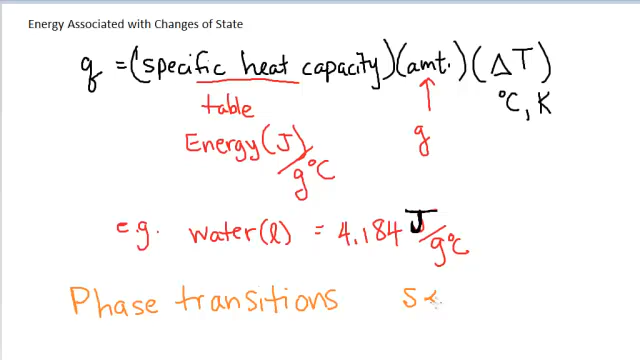 Energy Associated with Changes of State
q = (specific heat capacity)(amt.)(ΔT)
table
g
°C, K
Energy(J)/g°C
e.g. water(l) = 4.184 J/g°C
Phase transitions s